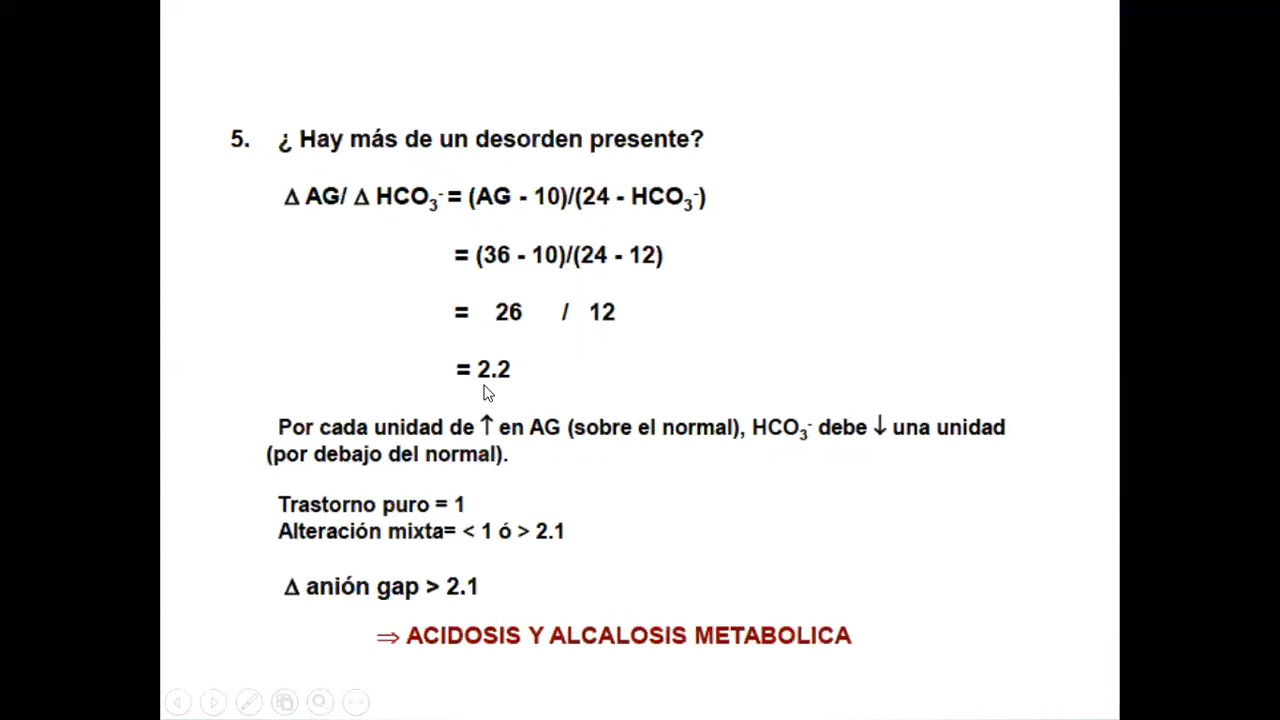 5. ¿ Hay más de un desorden presente?
Δ AG/ Δ HCO₃⁻ = (AG - 10)/(24 - HCO₃⁻)
= (36 - 10)/(24 - 12)
= 26 / 12
= 2.2
Por cada unidad de ↑ en AG (sobre el normal), HCO₃⁻ debe ↓ una unidad
(por debajo del normal).
Trastorno puro = 1
Alteración mixta= < 1 ó > 2.1
Δ anión gap > 2.1
⇒ ACIDOSIS Y ALCALOSIS METABOLICA